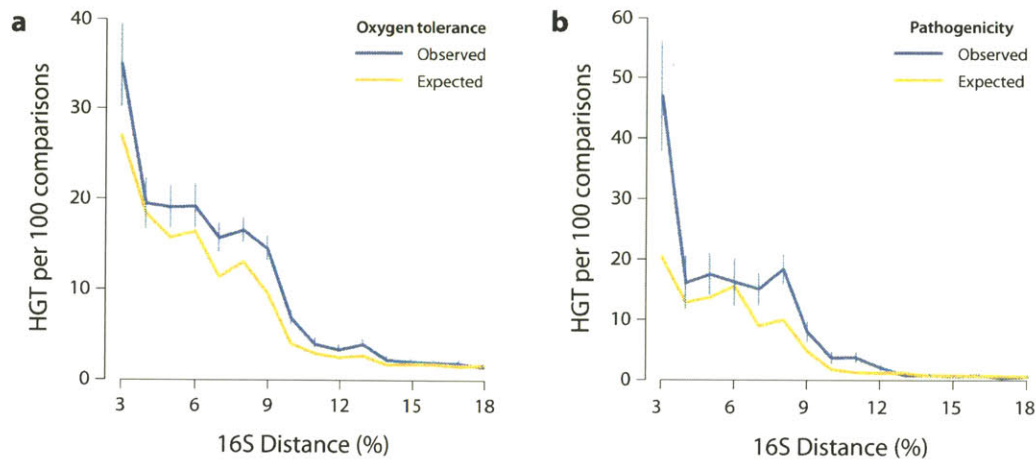 a
Oxygen tolerance
Observed
Expected
HGT per 100 comparisons
40
30
20
10
0
3
6
9
12
15
18
16S Distance (%)
b
Pathogenicity
Observed
Expected
HGT per 100 comparisons
60
50
40
30
20
10
0
3
6
9
12
15
18
16S Distance (%)